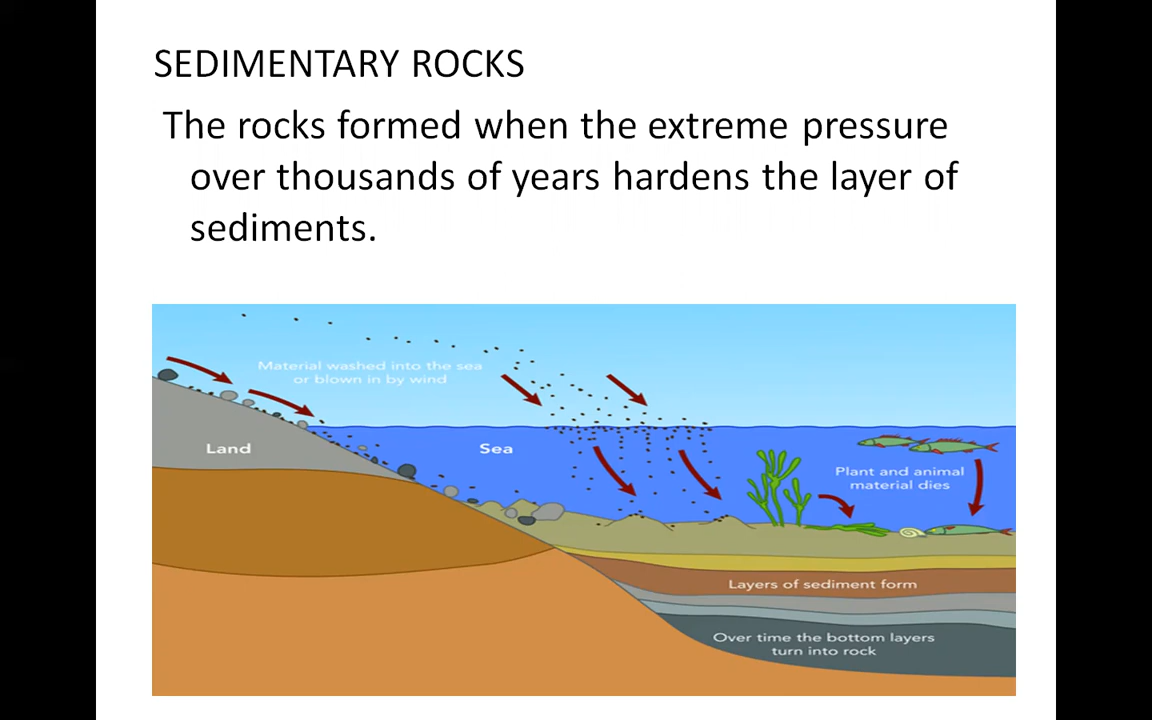 SEDIMENTARY ROCKS
The rocks formed when the extreme pressure
over thousands of years hardens the layer of
sediments.
Material washed into the sea
or blown in by wind
Land
Sea
Plant and animal
material dies
Layers of sediment form
Over time the bottom layers
turn into rock